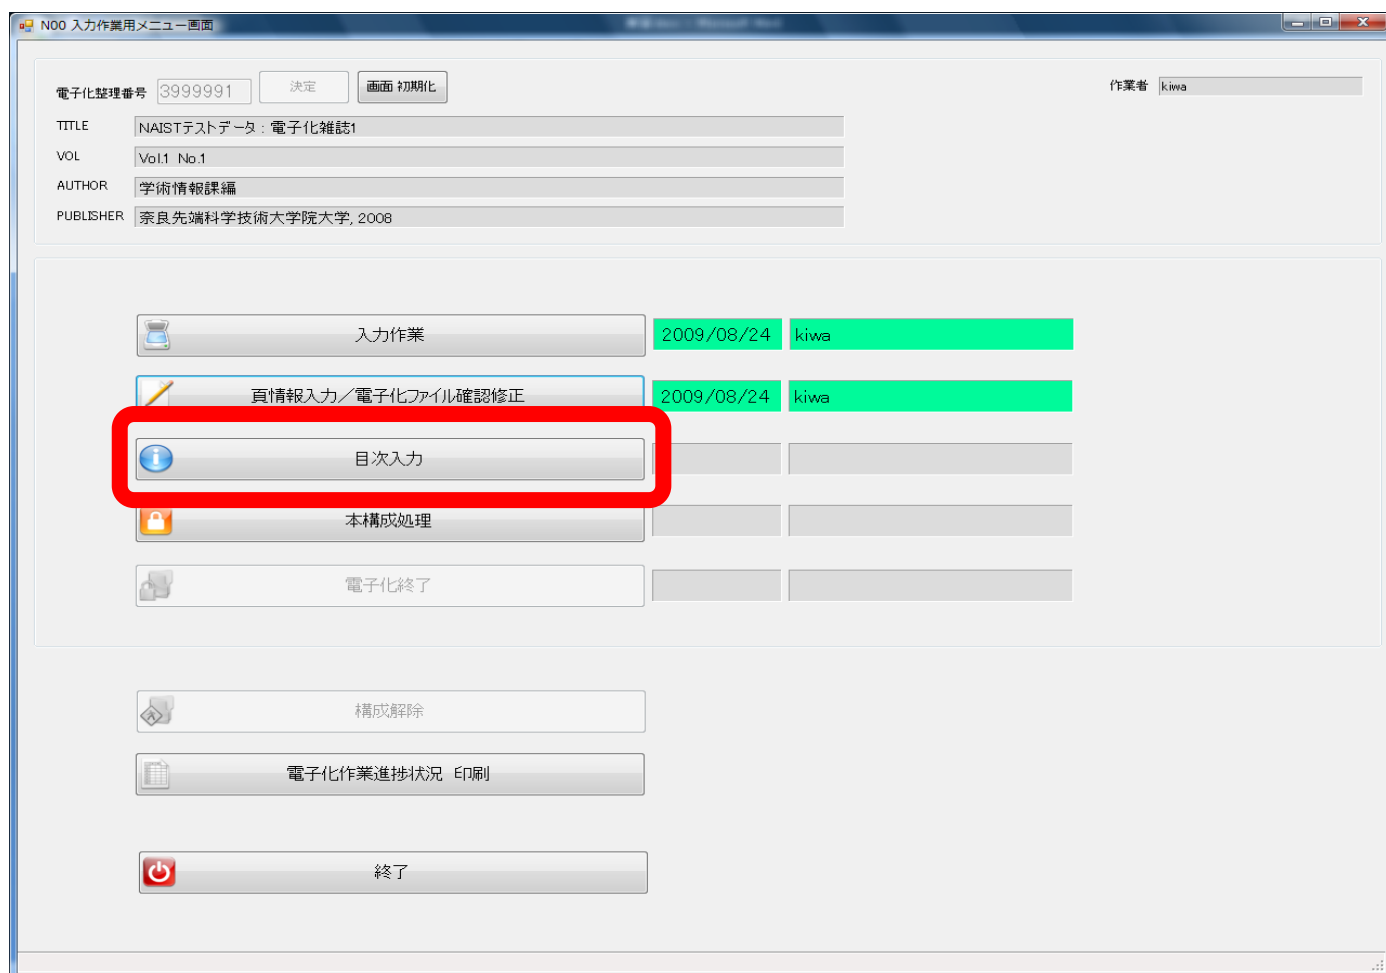 N00 入力作業用メニュー画面
電子化整理番号 3999991 決定 画面 初期化 作業者 kiwa
TITLE NAISTテストデータ : 電子化雑誌1
VOL Vol.1 No.1
AUTHOR 学術情報課編
PUBLISHER 奈良先端科学技術大学院大学, 2008
入力作業 2009/08/24 kiwa
頁情報入力／電子化ファイル確認修正 2009/08/24 kiwa
目次入力
本構成処理
電子化終了
構成解除
電子化作業進捗状況 印刷
終了